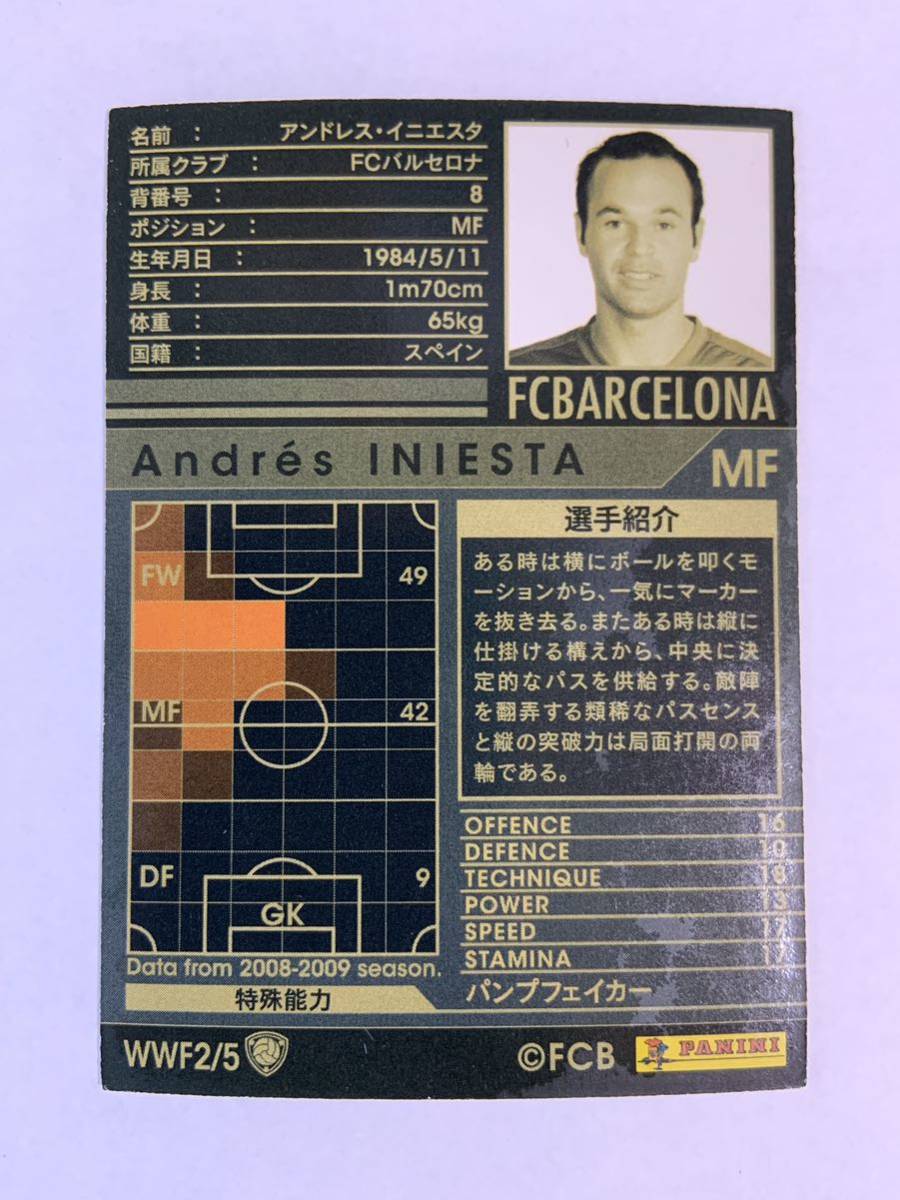 名前 : アンドレス・イニエスタ
所属クラブ : FCバルセロナ
背番号 : 8
ポジション : MF
生年月日 : 1984/5/11
身長 : 1m70cm
体重 : 65kg
国籍 : スペイン
FCBARCELONA
Andrés INIESTA
MF
FW 49
MF 42
DF 9
GK
Data from 2008-2009 season.
選手紹介
ある時は横にボールを叩くモ
ーションから、一気にマーカー
を抜き去る。またある時は縦に
仕掛ける構えから、中央に決
定的なパスを供給する。敵陣
を翻弄する類稀なパスセンス
と縦の突破力は局面打開の両
輪である。
OFFENCE 16
DEFENCE 10
TECHNIQUE 18
POWER 13
SPEED 17
STAMINA 17
特殊能力 パンプフェイカー
WWF2/5
©FCB
PANINI